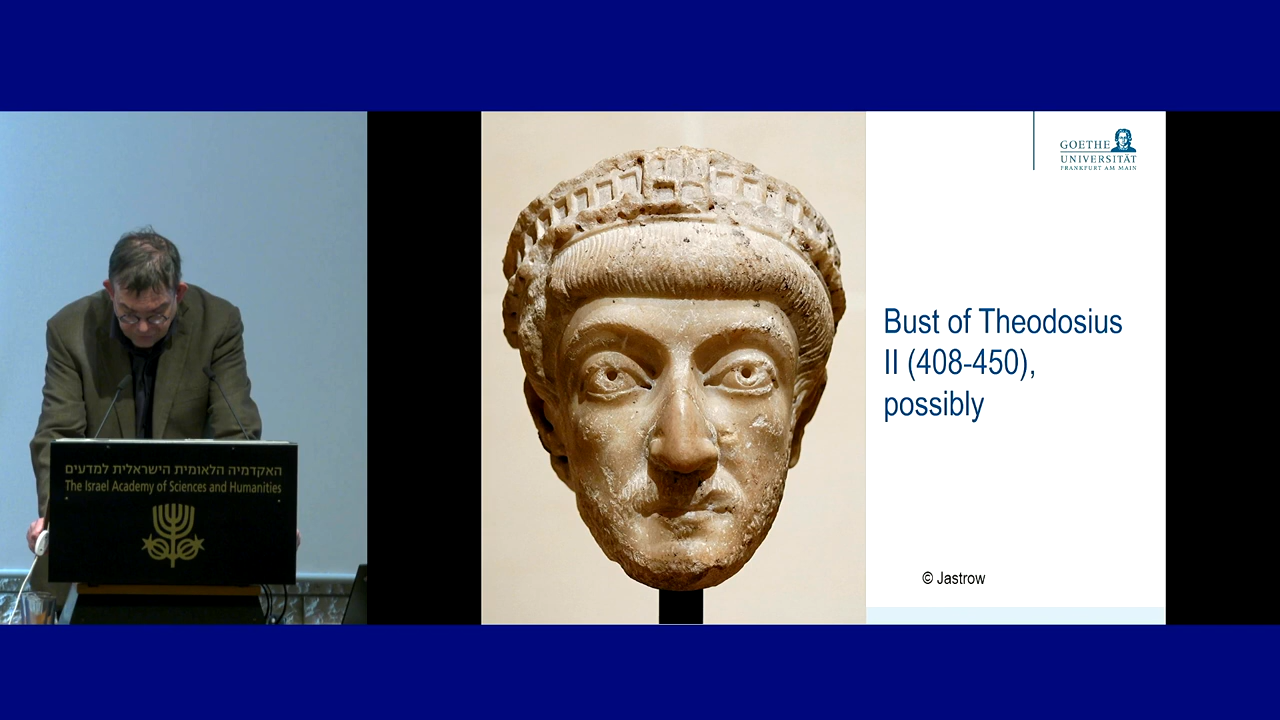 האקדמיה הלאומית הישראלית למדעים
The Israel Academy of Sciences and Humanities
GOETHE
UNIVERSITÄT
FRANKFURT AM MAIN
Bust of Theodosius
II (408-450),
possibly
© Jastrow